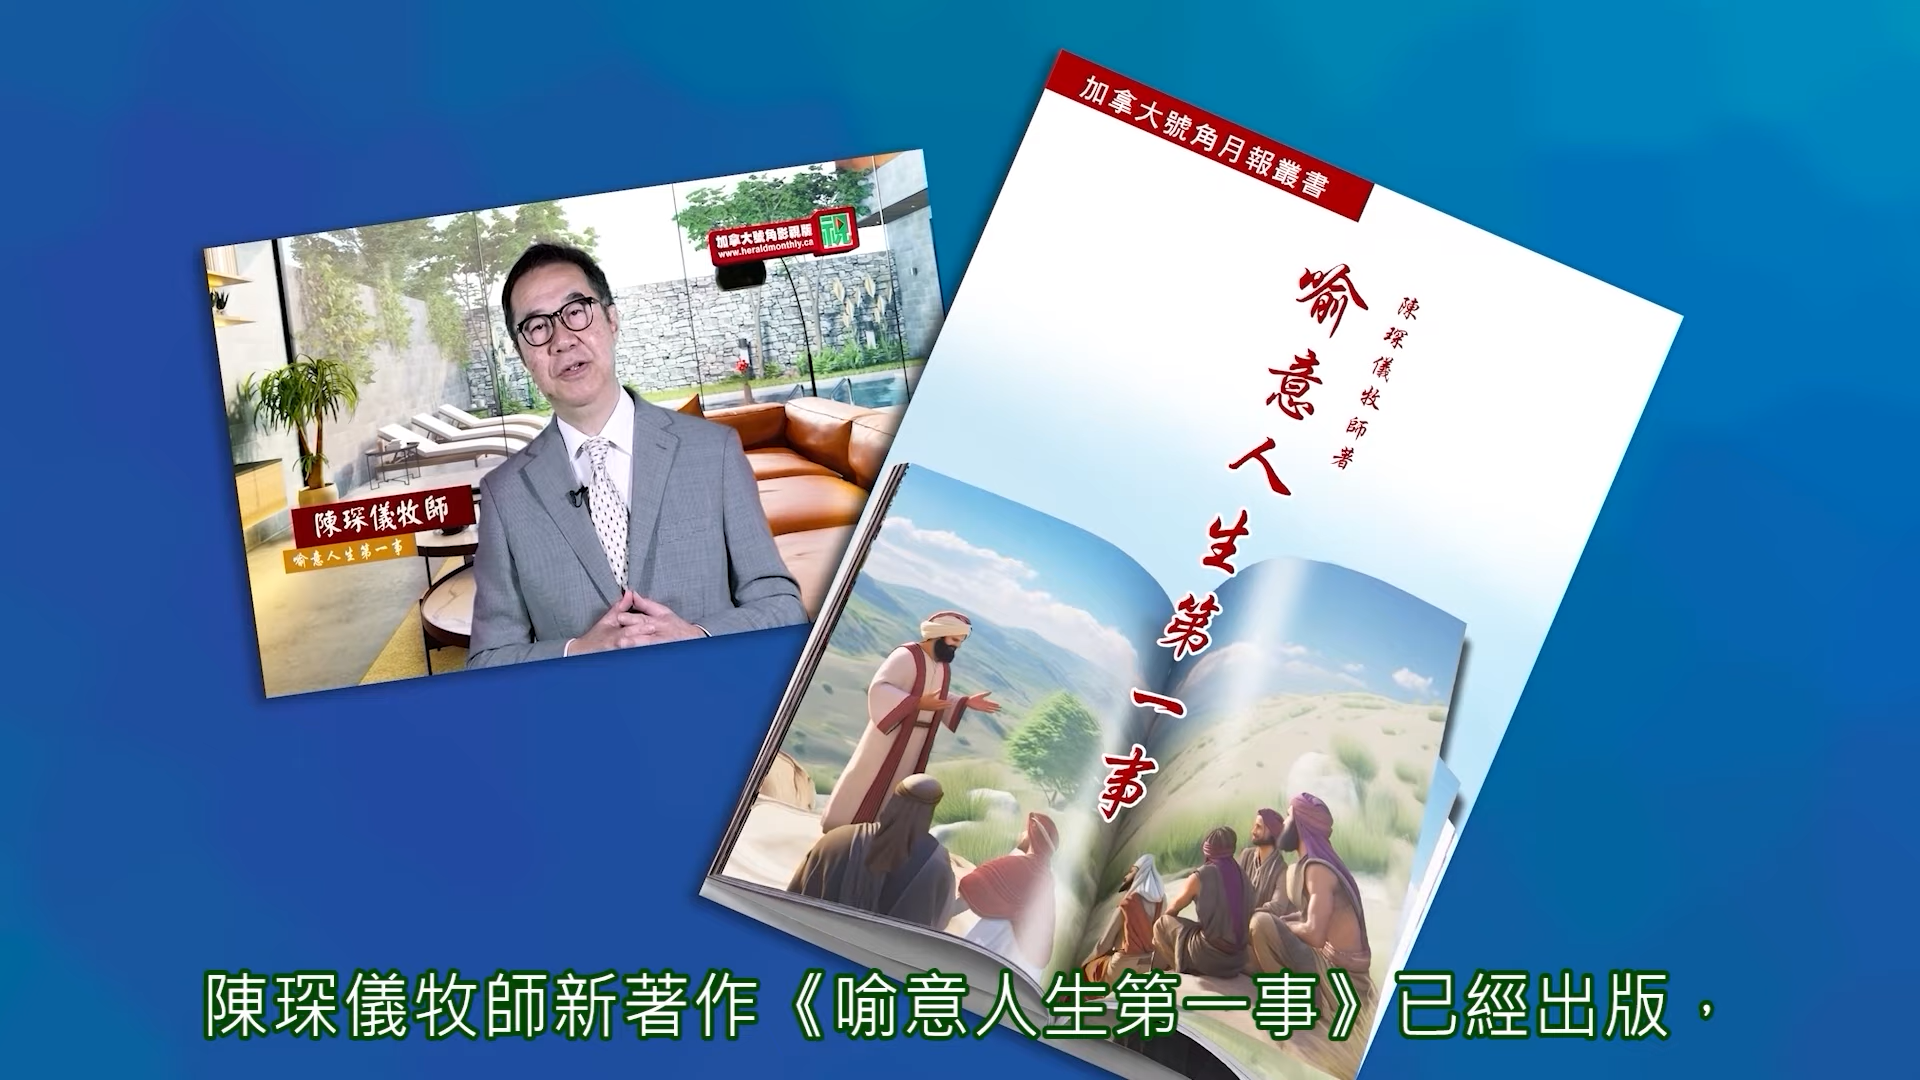 加拿大號角月報叢書
喻意人生第一事
陳琛儀牧師著
加拿大號角影視版
www.heraldmonthly.ca
視
陳琛儀牧師
喻意人生第一事
陳琛儀牧師新著作《喻意人生第一事》已經出版，